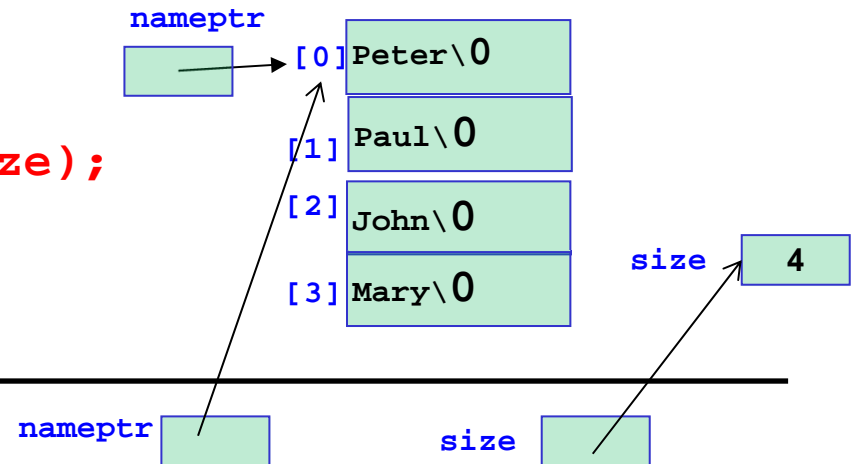 nameptr
[0] Peter\0
ze);
[1] Paul\0
[2] John\0
size 4
[3] Mary\0
nameptr size